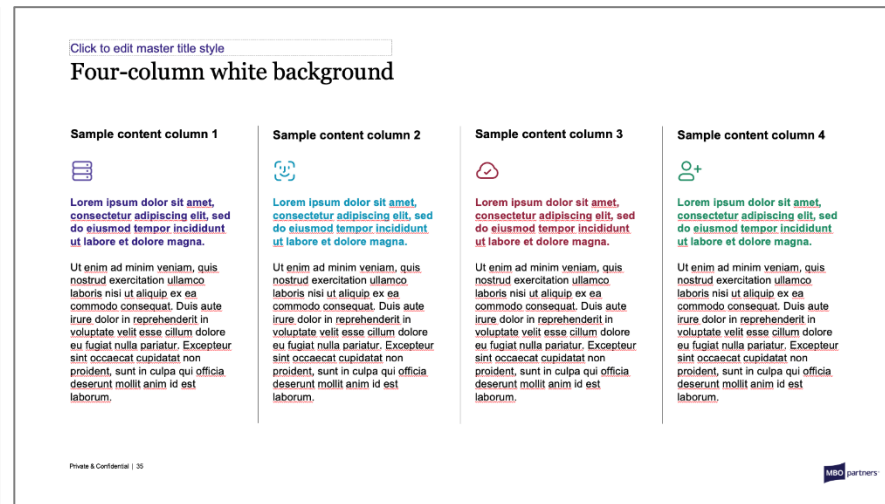 Click to edit master title style
Four-column white background
Sample content column 1
Lorem ipsum dolor sit amet,
consectetur adipiscing elit, sed
do eiusmod tempor incididunt
ut labore et dolore magna.
Ut enim ad minim veniam, quis
nostrud exercitation ullamco
laboris nisi ut aliquip ex ea
commodo consequat. Duis aute
irure dolor in reprehenderit in
voluptate velit esse cillum dolore
eu fugiat nulla pariatur. Excepteur
sint occaecat cupidatat non
proident, sunt in culpa qui officia
deserunt mollit anim id est
laborum.
Sample content column 2
Lorem ipsum dolor sit amet,
consectetur adipiscing elit, sed
do eiusmod tempor incididunt
ut labore et dolore magna.
Ut enim ad minim veniam, quis
nostrud exercitation ullamco
laboris nisi ut aliquip ex ea
commodo consequat. Duis aute
irure dolor in reprehenderit in
voluptate velit esse cillum dolore
eu fugiat nulla pariatur. Excepteur
sint occaecat cupidatat non
proident, sunt in culpa qui officia
deserunt mollit anim id est
laborum.
Sample content column 3
Lorem ipsum dolor sit amet,
consectetur adipiscing elit, sed
do eiusmod tempor incididunt
ut labore et dolore magna.
Ut enim ad minim veniam, quis
nostrud exercitation ullamco
laboris nisi ut aliquip ex ea
commodo consequat. Duis aute
irure dolor in reprehenderit in
voluptate velit esse cillum dolore
eu fugiat nulla pariatur. Excepteur
sint occaecat cupidatat non
proident, sunt in culpa qui officia
deserunt mollit anim id est
laborum.
Sample content column 4
Lorem ipsum dolor sit amet,
consectetur adipiscing elit, sed
do eiusmod tempor incididunt
ut labore et dolore magna.
Ut enim ad minim veniam, quis
nostrud exercitation ullamco
laboris nisi ut aliquip ex ea
commodo consequat. Duis aute
irure dolor in reprehenderit in
voluptate velit esse cillum dolore
eu fugiat nulla pariatur. Excepteur
sint occaecat cupidatat non
proident, sunt in culpa qui officia
deserunt mollit anim id est
laborum.
Private & Confidential | 35
MBO partners